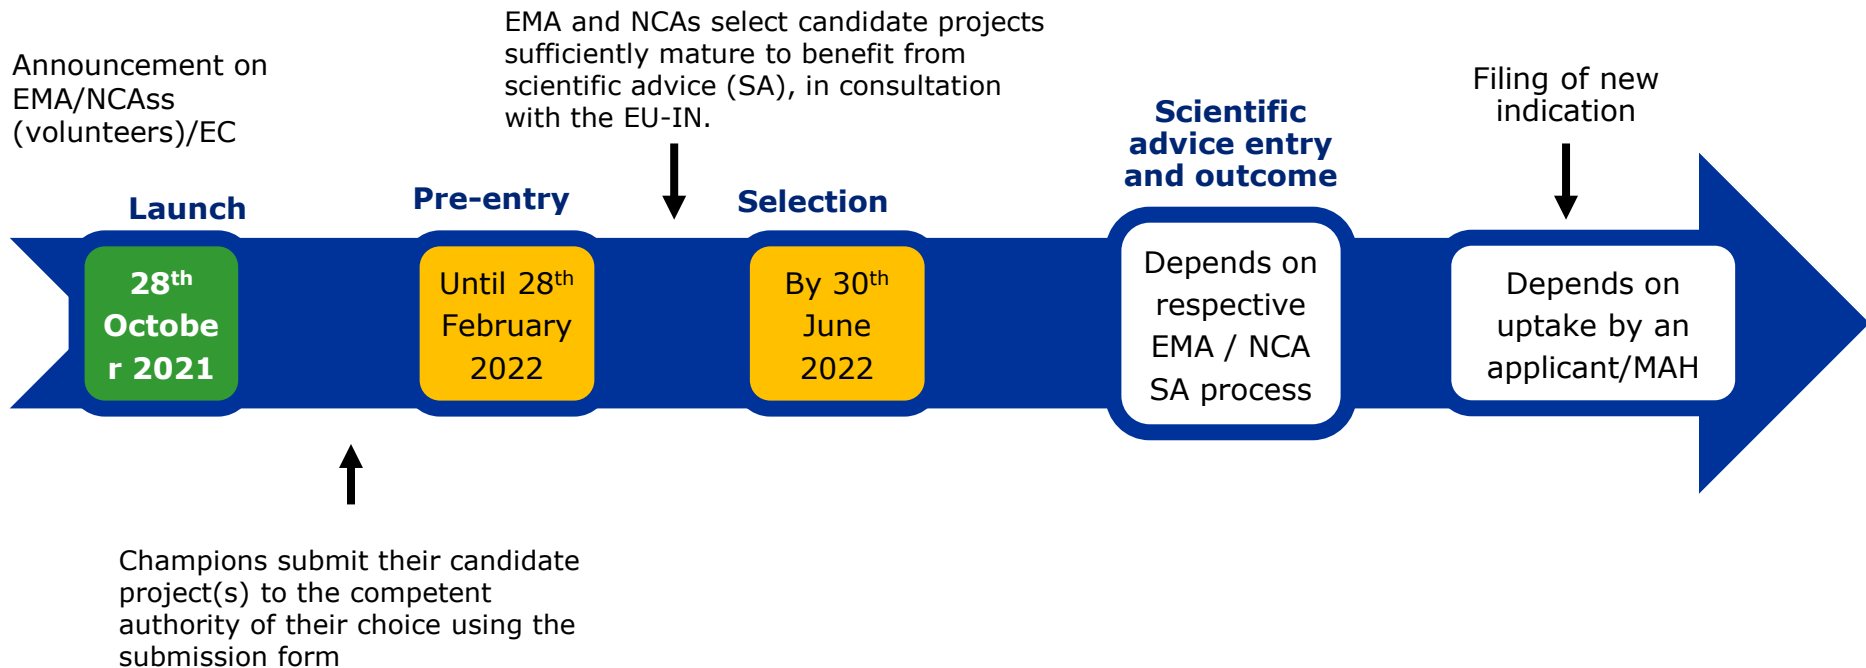 Announcement on
EMA/NCAss
(volunteers)/EC
EMA and NCAs select candidate projects
sufficiently mature to benefit from
scientific advice (SA), in consultation
with the EU-IN.
Filing of new
indication
Launch
Pre-entry
Selection
Scientific
advice entry
and outcome
28th
Octobe
r 2021
Until 28th
February
2022
By 30th
June
2022
Depends on
respective
EMA / NCA
SA process
Depends on
uptake by an
applicant/MAH
Champions submit their candidate
project(s) to the competent
authority of their choice using the
submission form